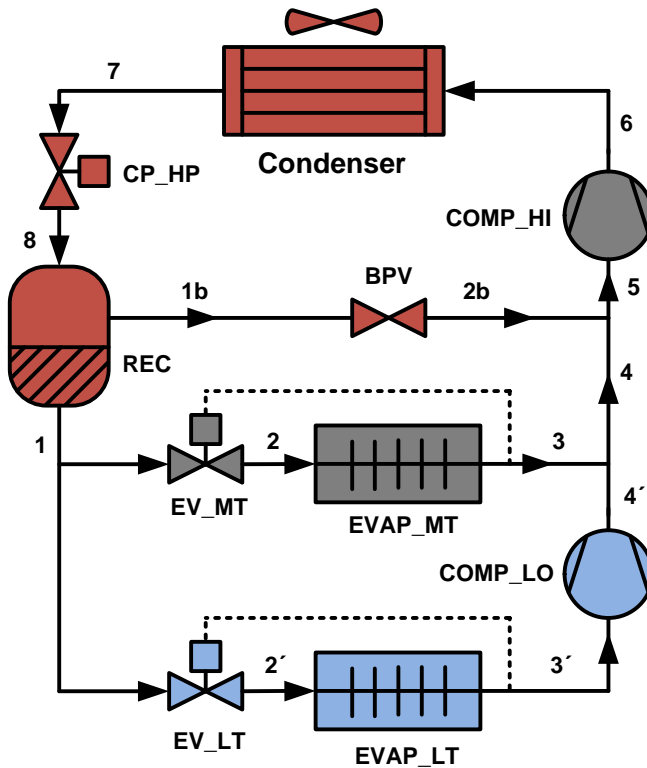 7
6
Condenser
CP_HP
COMP_HI
8
1b
BPV
2b
5
REC
4
1
2
3
EV_MT
EVAP_MT
4´
COMP_LO
2´
3´
EV_LT
EVAP_LT